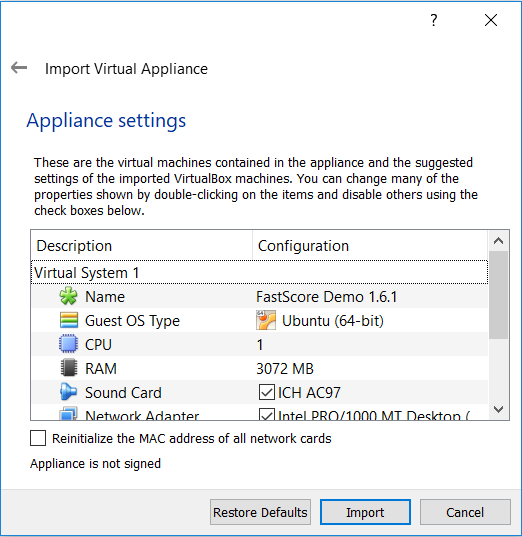 ?
Import Virtual Appliance
Appliance settings
These are the virtual machines contained in the appliance and the suggested
settings of the imported VirtualBox machines. You can change many of the
properties shown by double-clicking on the items and disable others using the
check boxes below.
Description Configuration
Virtual System 1
Name FastScore Demo 1.6.1
Guest OS Type 64 Ubuntu (64-bit)
CPU 1
RAM 3072 MB
Sound Card ICH AC97
Network Adapter Intel PRO/1000 MT Desktop (
Reinitialize the MAC address of all network cards
Appliance is not signed
Restore Defaults Import Cancel